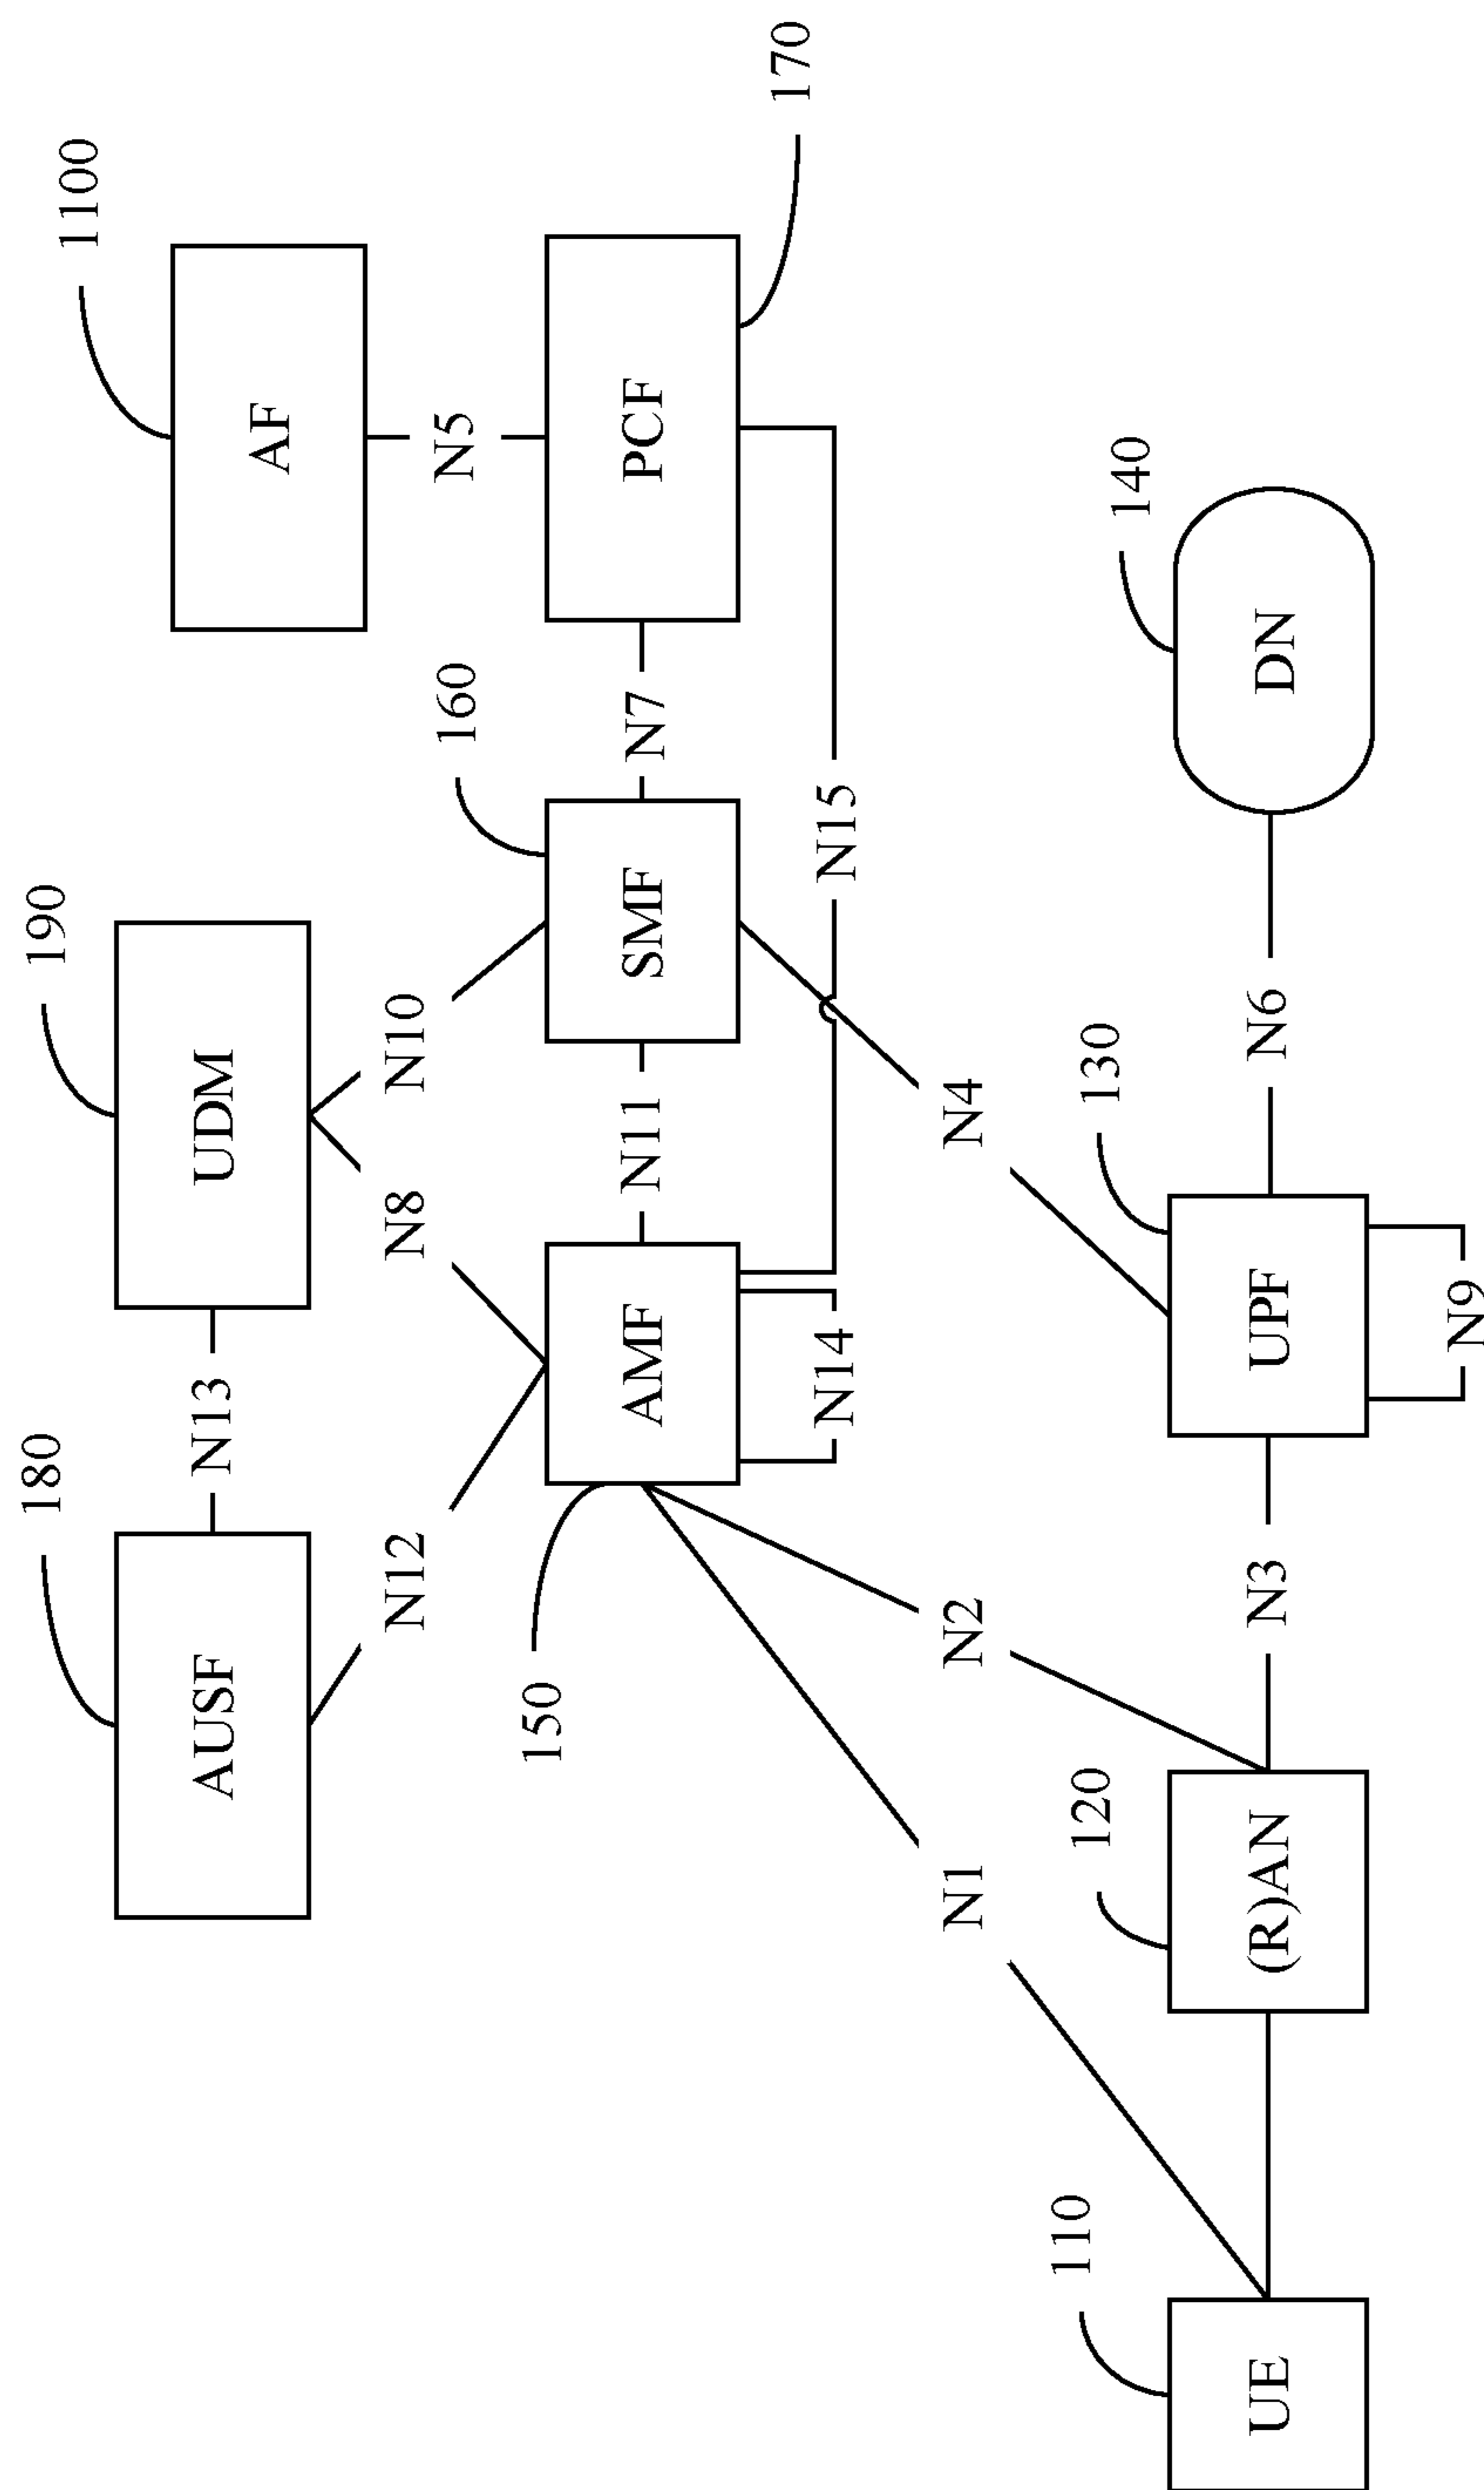 180
190
1100
AUSF
N13
UDM
AF
N12
N8
N10
160
N5
150
AMF
N11
SMF
N7
PCF
170
N14
N15
N1
N2
N4
110
120
130
140
UE
(R)AN
N3
UPF
N6
DN
N9